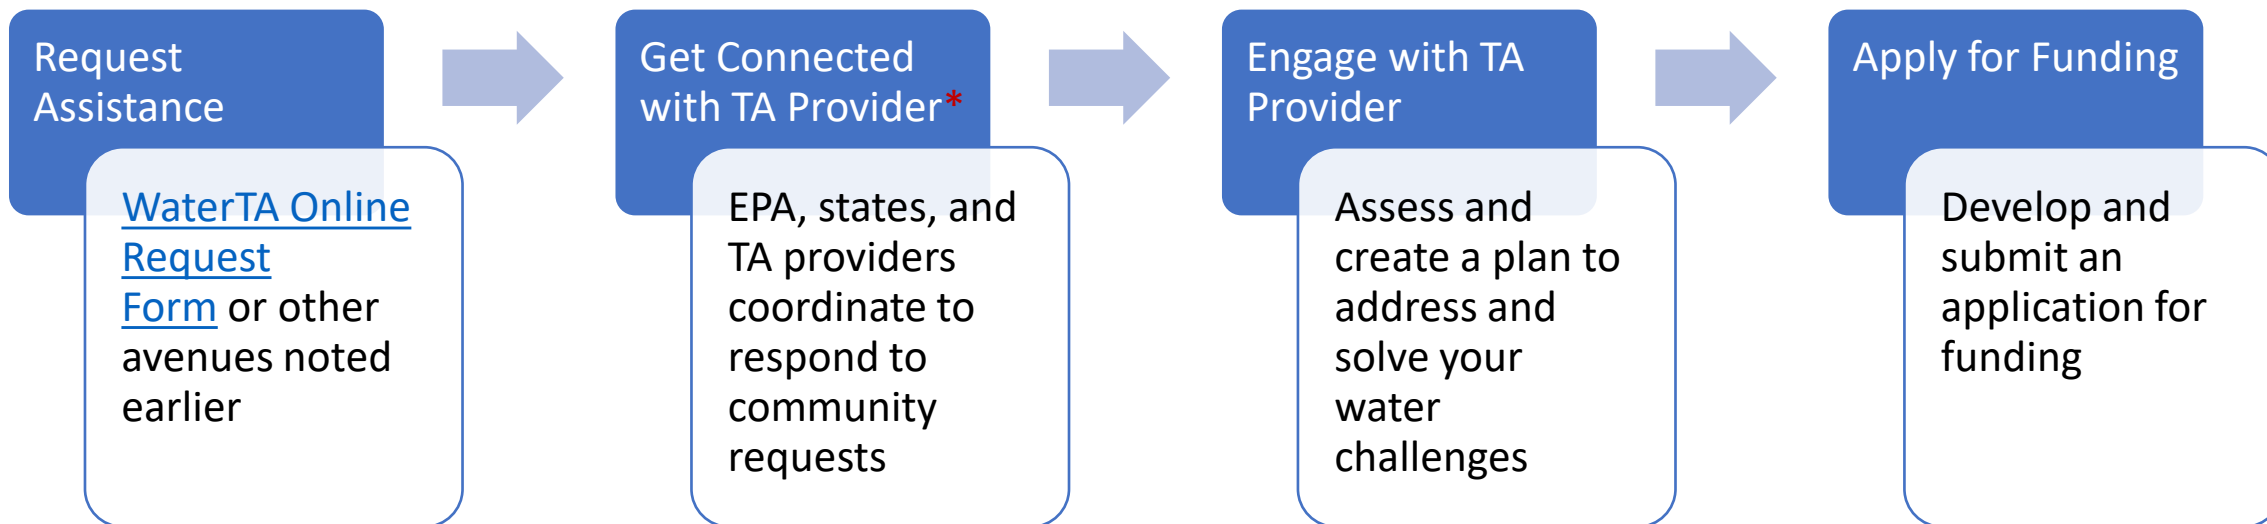 Request
Assistance
WaterTA Online
Request
Form or other
avenues noted
earlier
Get Connected
with TA Provider*
EPA, states, and
TA providers
coordinate to
respond to
community
requests
Engage with TA
Provider
Assess and
create a plan to
address and
solve your
water
challenges
Apply for Funding
Develop and
submit an
application for
funding